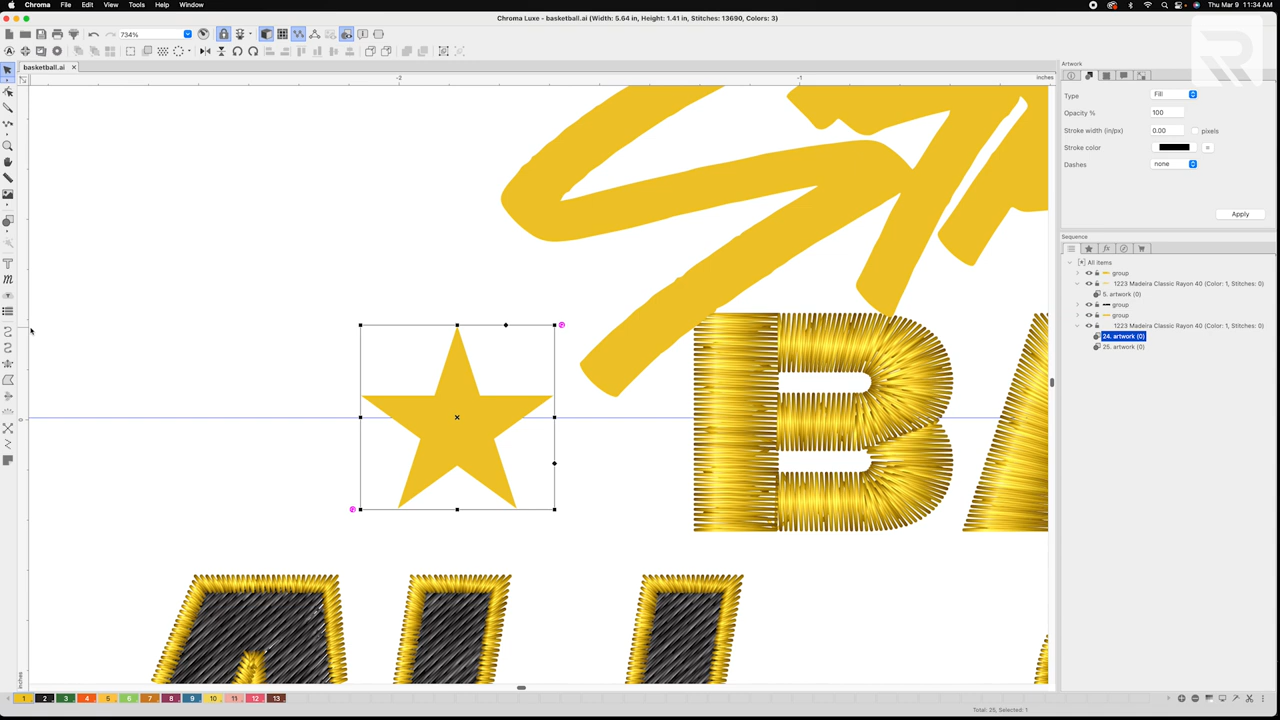 Chroma File Edit View Tools Help Window
Thu Mar 9 11:34 AM
Chroma Luxe - basketball.ai (Width: 5.64 in, Height: 1.41 in, Stitches: 13690, Colors: 3)
734%
basketball.ai
-2 -1 inches
0
inches
Artwork
Type Fill
Opacity % 100
Stroke width (in/px) 0.00 pixels
Stroke color
Dashes none
Apply
Sequence
All items
group
1223 Madeira Classic Rayon 40 (Color: 1, Stitches: 0)
5. artwork (0)
group
group
1223 Madeira Classic Rayon 40 (Color: 1, Stitches: 0)
24. artwork (0)
25. artwork (0)
B
1 2 3 4 5 6 7 8 9 10 11 12 13
Total: 25, Selected: 1